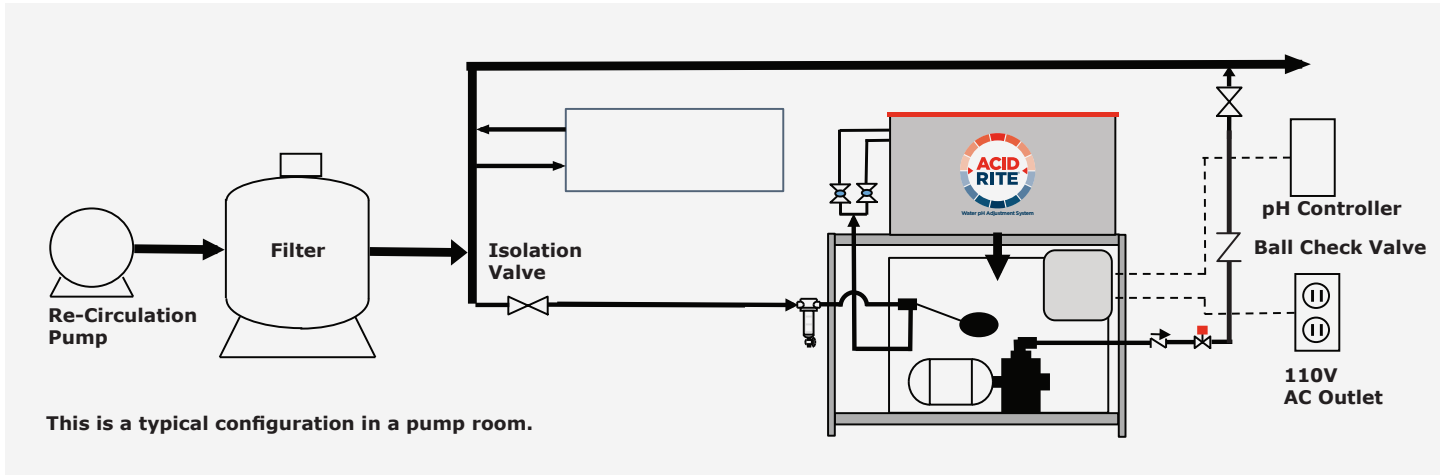 ACID
RITE®
Water pH Adjustment System
pH Controller
Filter
Isolation
Valve
Ball Check Valve
Re-Circulation
Pump
110V
AC Outlet
This is a typical configuration in a pump room.